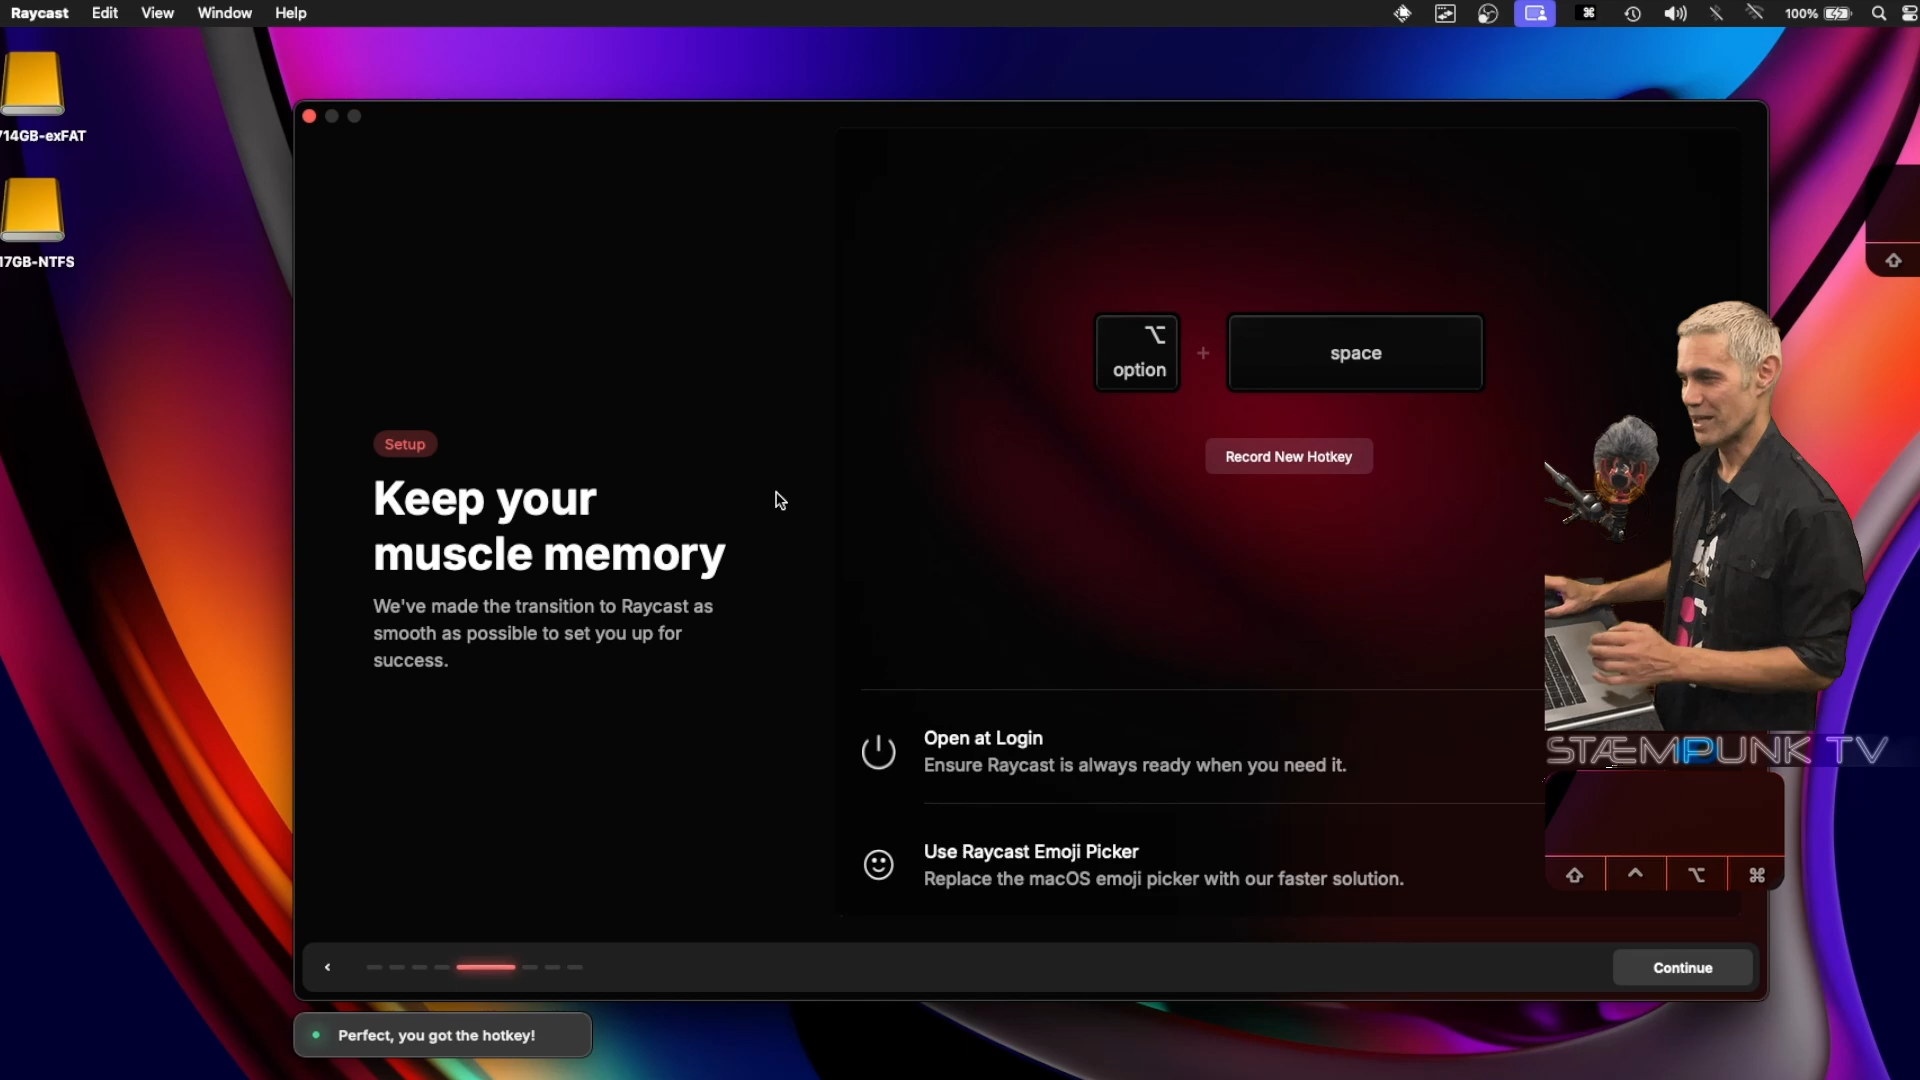 Raycast Edit View Window Help
100%
714GB-exFAT
17GB-NTFS
option + space
Record New Hotkey
Setup
Keep your
muscle memory
We've made the transition to Raycast as
smooth as possible to set you up for
success.
Open at Login
Ensure Raycast is always ready when you need it.
Use Raycast Emoji Picker
Replace the macOS emoji picker with our faster solution.
STÆMPUNK TV
Continue
Perfect, you got the hotkey!